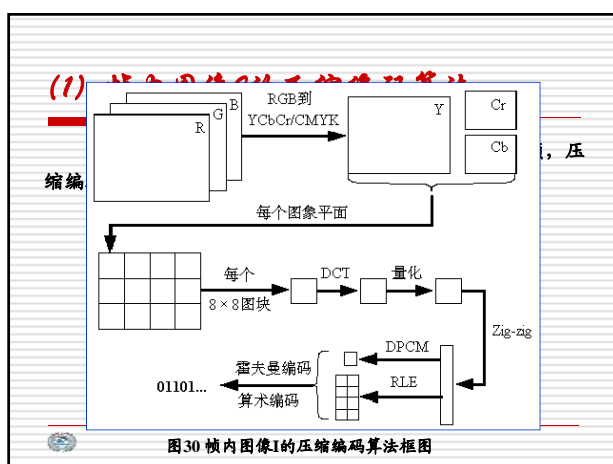 (1)
R
G
B
RGB到
YCbCr/CMYK
Y
Cr
Cb
，压
缩编
每个图象平面
每个
8×8图块
DCT
量化
Zig-zig
DPCM
RLE
霍夫曼编码
算术编码
01101...
图30 帧内图像I的压缩编码算法框图